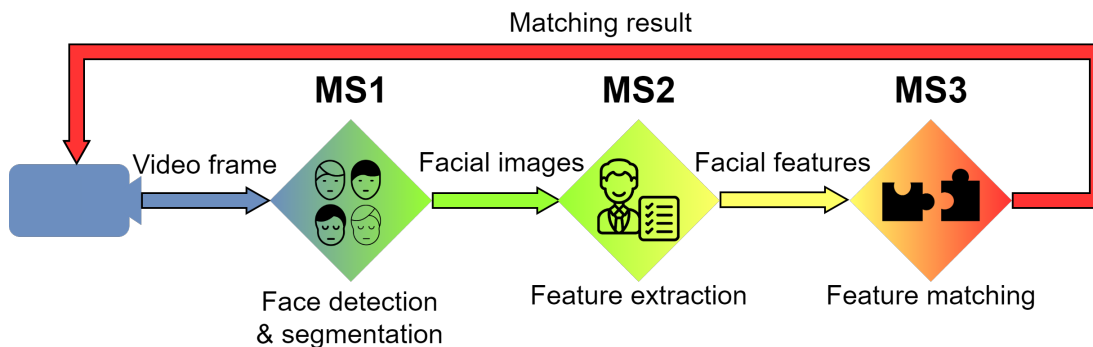 Matching result
MS1
MS2
MS3
Video frame
Facial images
Facial features
Face detection
& segmentation
Feature extraction
Feature matching